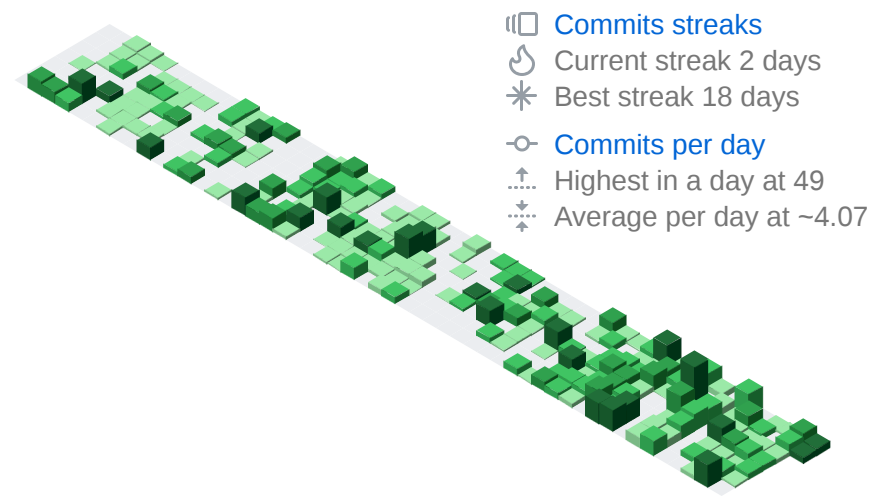 Commits streaks
Current streak 2 days
Best streak 18 days
Commits per day
Highest in a day at 49
Average per day at ~4.07